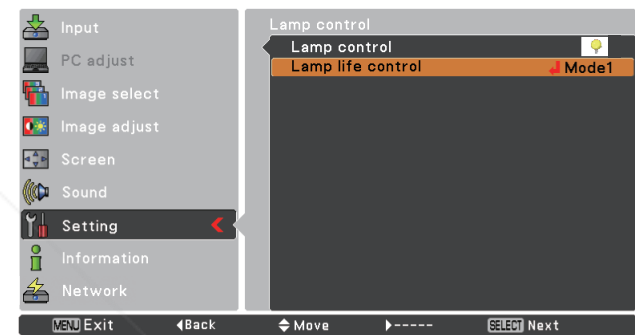 Input
PC adjust
Image select
Image adjust
Screen
Sound
Setting
Information
Network
Lamp control
Lamp control
Lamp life control Mode1
MENU Exit Back Move ----- SELECT Next